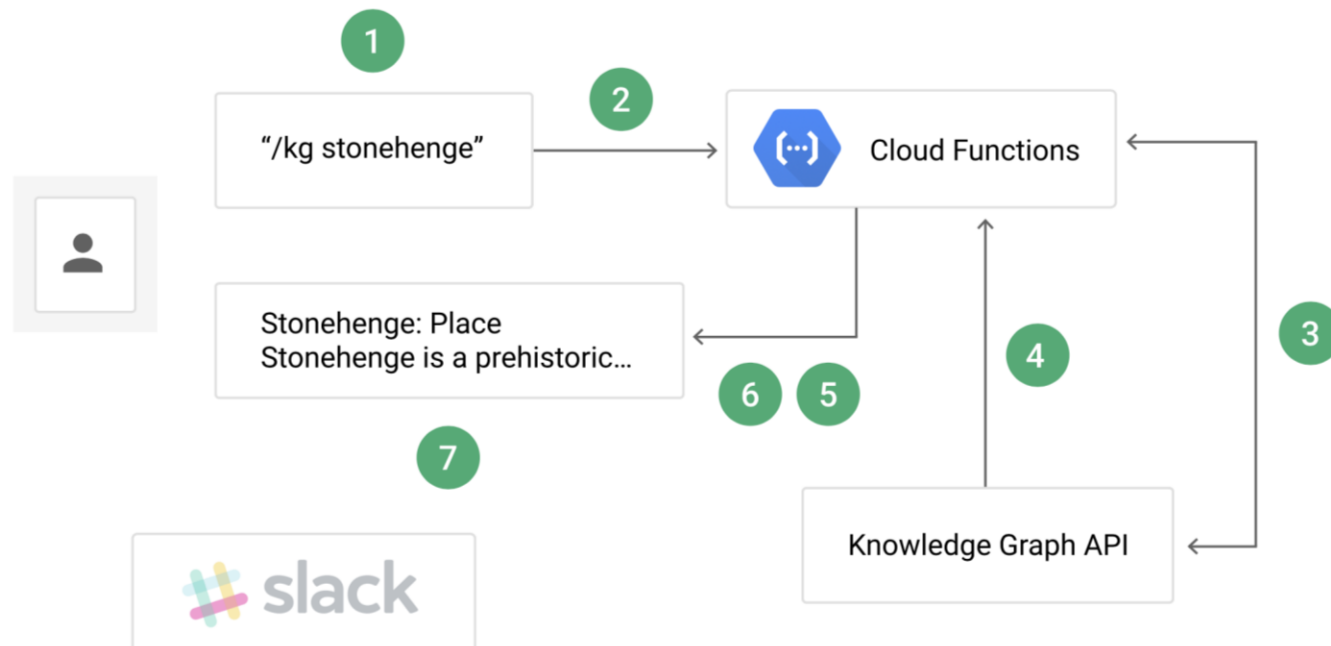 1
“/kg stonehenge”
2
Cloud Functions
Stonehenge: Place
Stonehenge is a prehistoric...
3
4
6
5
7
Knowledge Graph API
slack